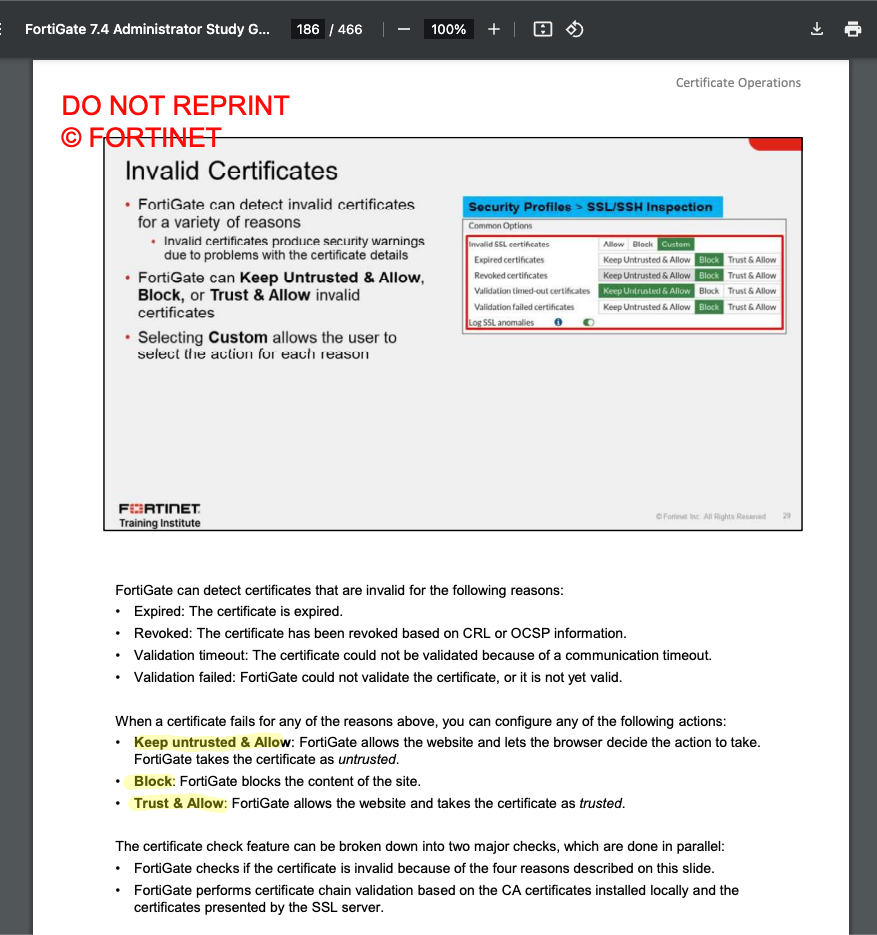 FortiGate 7.4 Administrator Study G...
186 / 466
100%
Certificate Operations
DO NOT REPRINT
© FORTINET
Invalid Certificates
• FortiGate can detect invalid certificates
for a variety of reasons
• Invalid certificates produce security warnings
due to problems with the certificate details
• FortiGate can Keep Untrusted & Allow,
Block, or Trust & Allow invalid
certificates
• Selecting Custom allows the user to
select the action for each reason
Security Profiles > SSL/SSH Inspection
Common Options
Invalid SSL certificates Allow Block Custom
Expired certificates Keep Untrusted & Allow Block Trust & Allow
Revoked certificates Keep Untrusted & Allow Block Trust & Allow
Validation timed-out certificates Keep Untrusted & Allow Block Trust & Allow
Validation failed certificates Keep Untrusted & Allow Block Trust & Allow
Log SSL anomalies
FORTINET
Training Institute
© Fortinet Inc. All Rights Reserved. 29
FortiGate can detect certificates that are invalid for the following reasons:
• Expired: The certificate is expired.
• Revoked: The certificate has been revoked based on CRL or OCSP information.
• Validation timeout: The certificate could not be validated because of a communication timeout.
• Validation failed: FortiGate could not validate the certificate, or it is not yet valid.
When a certificate fails for any of the reasons above, you can configure any of the following actions:
• Keep untrusted & Allow: FortiGate allows the website and lets the browser decide the action to take.
FortiGate takes the certificate as untrusted.
• Block: FortiGate blocks the content of the site.
• Trust & Allow: FortiGate allows the website and takes the certificate as trusted.
The certificate check feature can be broken down into two major checks, which are done in parallel:
• FortiGate checks if the certificate is invalid because of the four reasons described on this slide.
• FortiGate performs certificate chain validation based on the CA certificates installed locally and the
certificates presented by the SSL server.